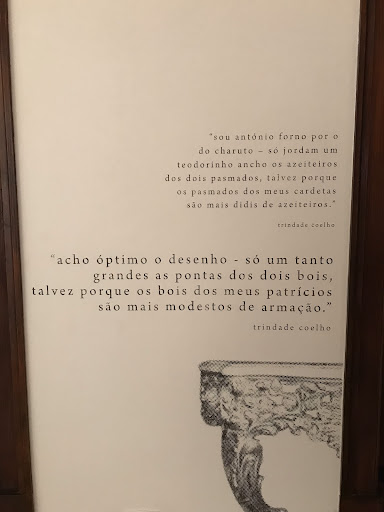 "sou antónio forno por o
do charuto – só jordam um
teodorinho ancho os azeiteiros
dos dois pasmados, talvez porque
os pasmados dos meus cardetas
são mais didis de azeiteiros."
trindade coelho
"acho óptimo o desenho - só um tanto
grandes as pontas dos dois bois,
talvez porque os bois dos meus patrícios
são mais modestos de armação."
trindade coelho